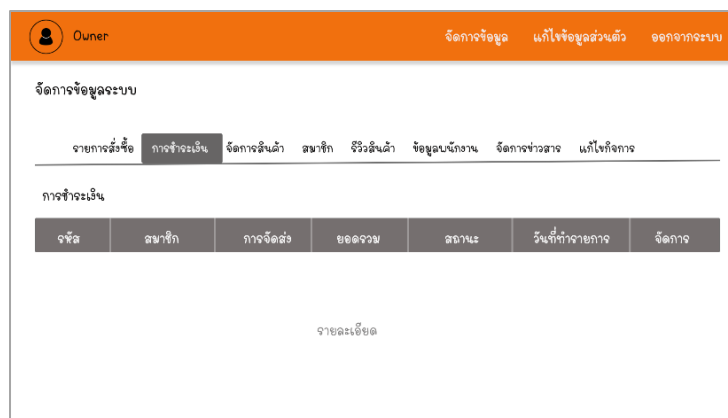 Owner จัดการข้อมูล แก้ไขข้อมูลส่วนตัว ออกจากระบบ
จัดการข้อมูลระบบ
รายการสั่งซื้อ การชำระเงิน จัดการสินค้า สมาชิก รีวิวสินค้า ข้อมูลบนักงาน จัดการข่าวสาร แก้ไขกิจการ
การชำระเงิน
รหัส สมาชิก การจัดส่ง ยอดรวม สถานะ วันที่ทำรายการ จัดการ
รายละเอียด